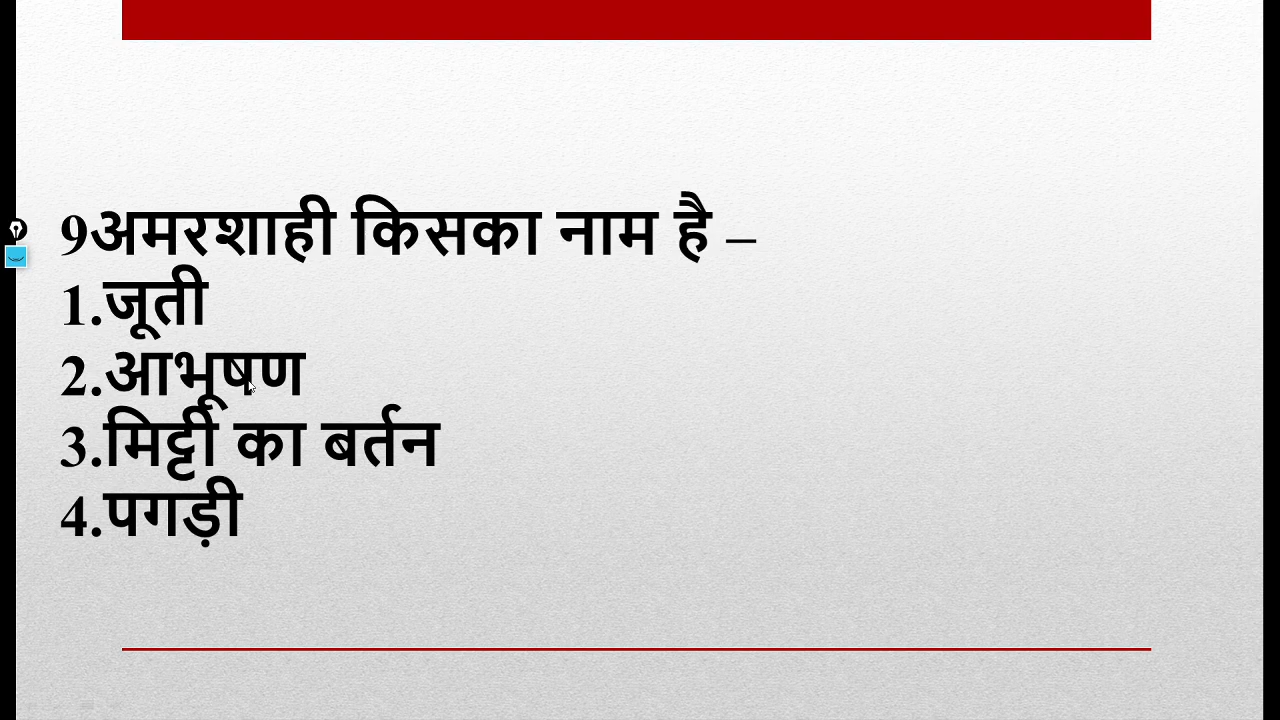 9अमरशाही किसका नाम है –
1.जूती
2.आभूषण
3.मिट्टी का बर्तन
4.पगड़ी